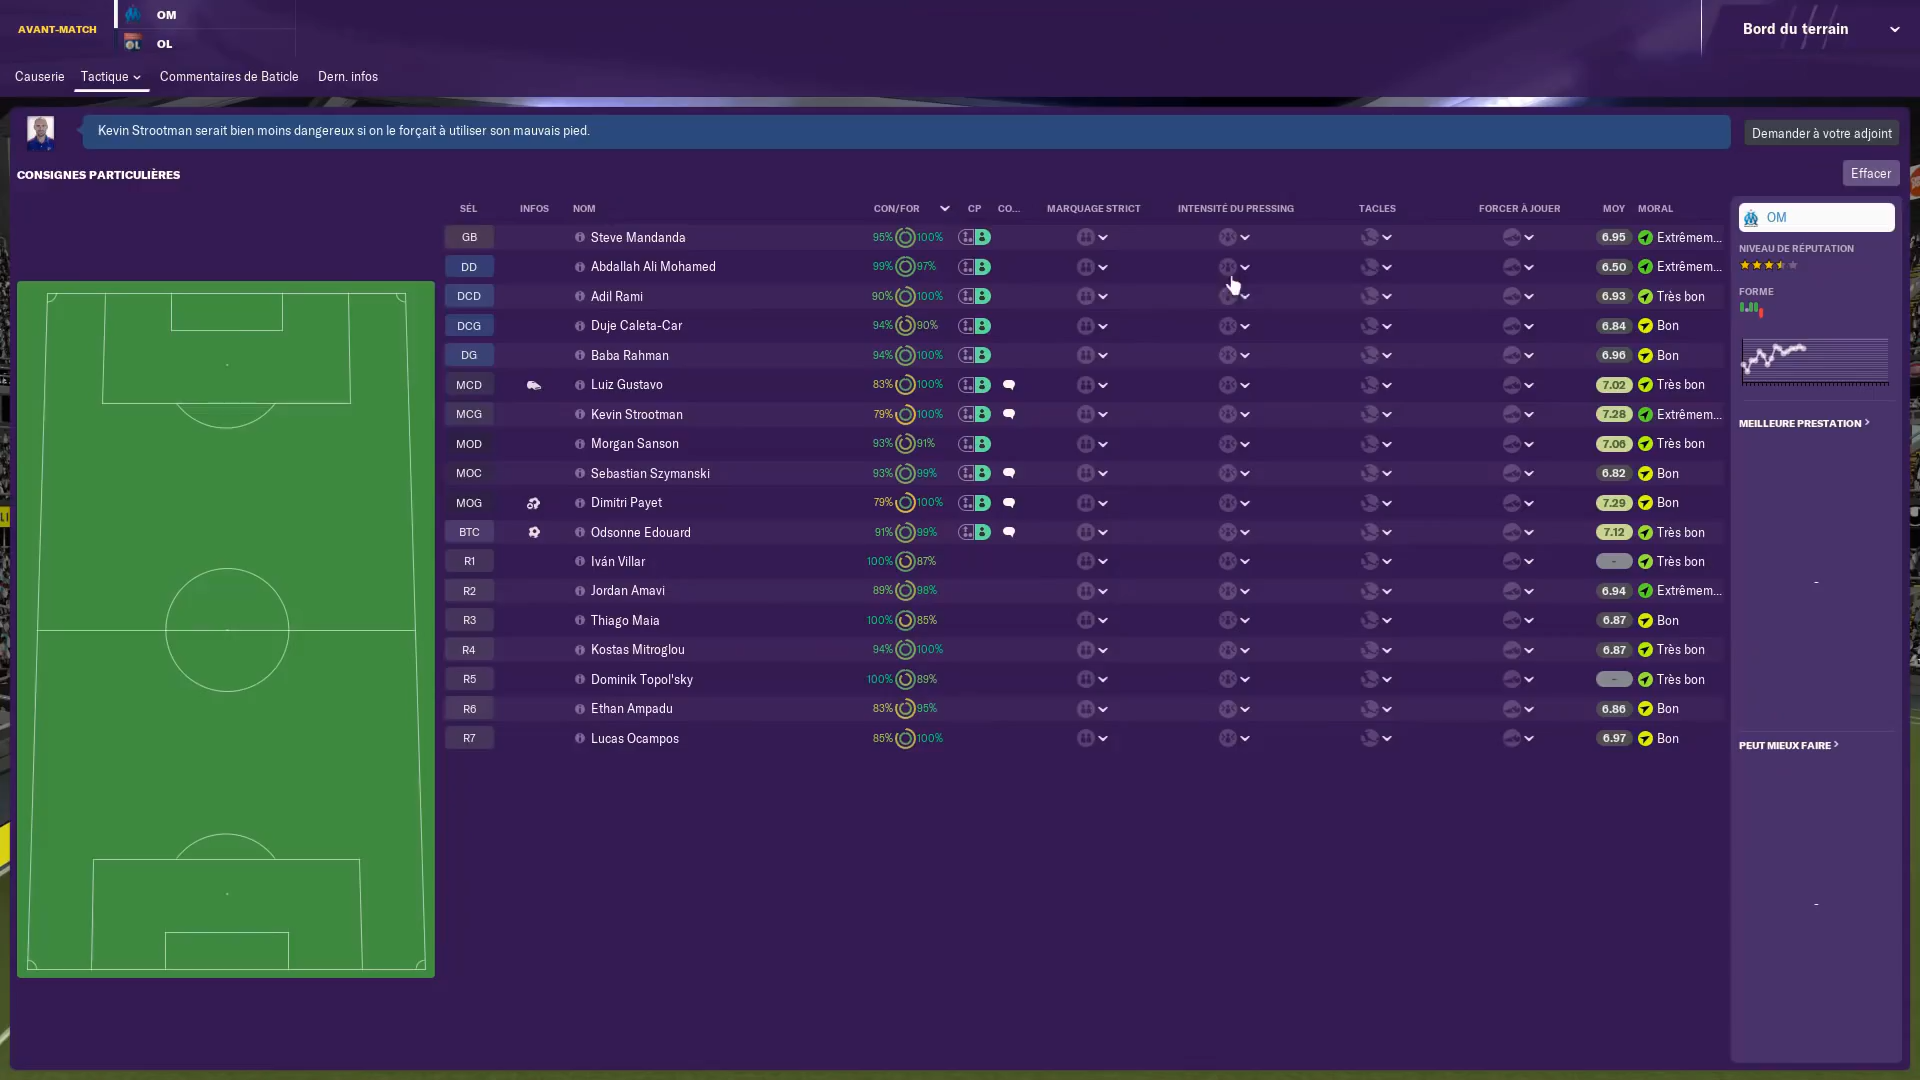 AVANT-MATCH
OM
OL
Bord du terrain
Causerie Tactique Commentaires de Baticle Dern. infos
Kevin Strootman serait bien moins dangereux si on le forçait à utiliser son mauvais pied.
Demander à votre adjoint
CONSIGNES PARTICULIÈRES
Effacer
SÉL INFOS NOM CON/FOR CP CO... MARQUAGE STRICT INTENSITÉ DU PRESSING TACLES FORCER À JOUER MOY MORAL
GB Steve Mandanda 95% 100% 6.95 Extrêmem...
DD Abdallah Ali Mohamed 99% 97% 6.50 Extrêmem...
DCD Adil Rami 90% 100% 6.93 Très bon
DCG Duje Caleta-Car 94% 90% 6.84 Bon
DG Baba Rahman 94% 100% 6.96 Bon
MCD Luiz Gustavo 83% 100% 7.02 Très bon
MCG Kevin Strootman 79% 100% 7.28 Extrêmem...
MOD Morgan Sanson 93% 91% 7.06 Très bon
MOC Sebastian Szymanski 93% 99% 6.82 Bon
MOG Dimitri Payet 79% 100% 7.29 Bon
BTC Odsonne Edouard 91% 99% 7.12 Très bon
R1 Iván Villar 100% 87% - Très bon
R2 Jordan Amavi 89% 98% 6.94 Extrêmem...
R3 Thiago Maia 100% 85% 6.87 Bon
R4 Kostas Mitroglou 94% 100% 6.87 Très bon
R5 Dominik Topol'sky 100% 89% - Très bon
R6 Ethan Ampadu 83% 95% 6.86 Bon
R7 Lucas Ocampos 85% 100% 6.97 Bon
OM
NIVEAU DE RÉPUTATION
FORME
MEILLEURE PRESTATION >
-
PEUT MIEUX FAIRE >
-